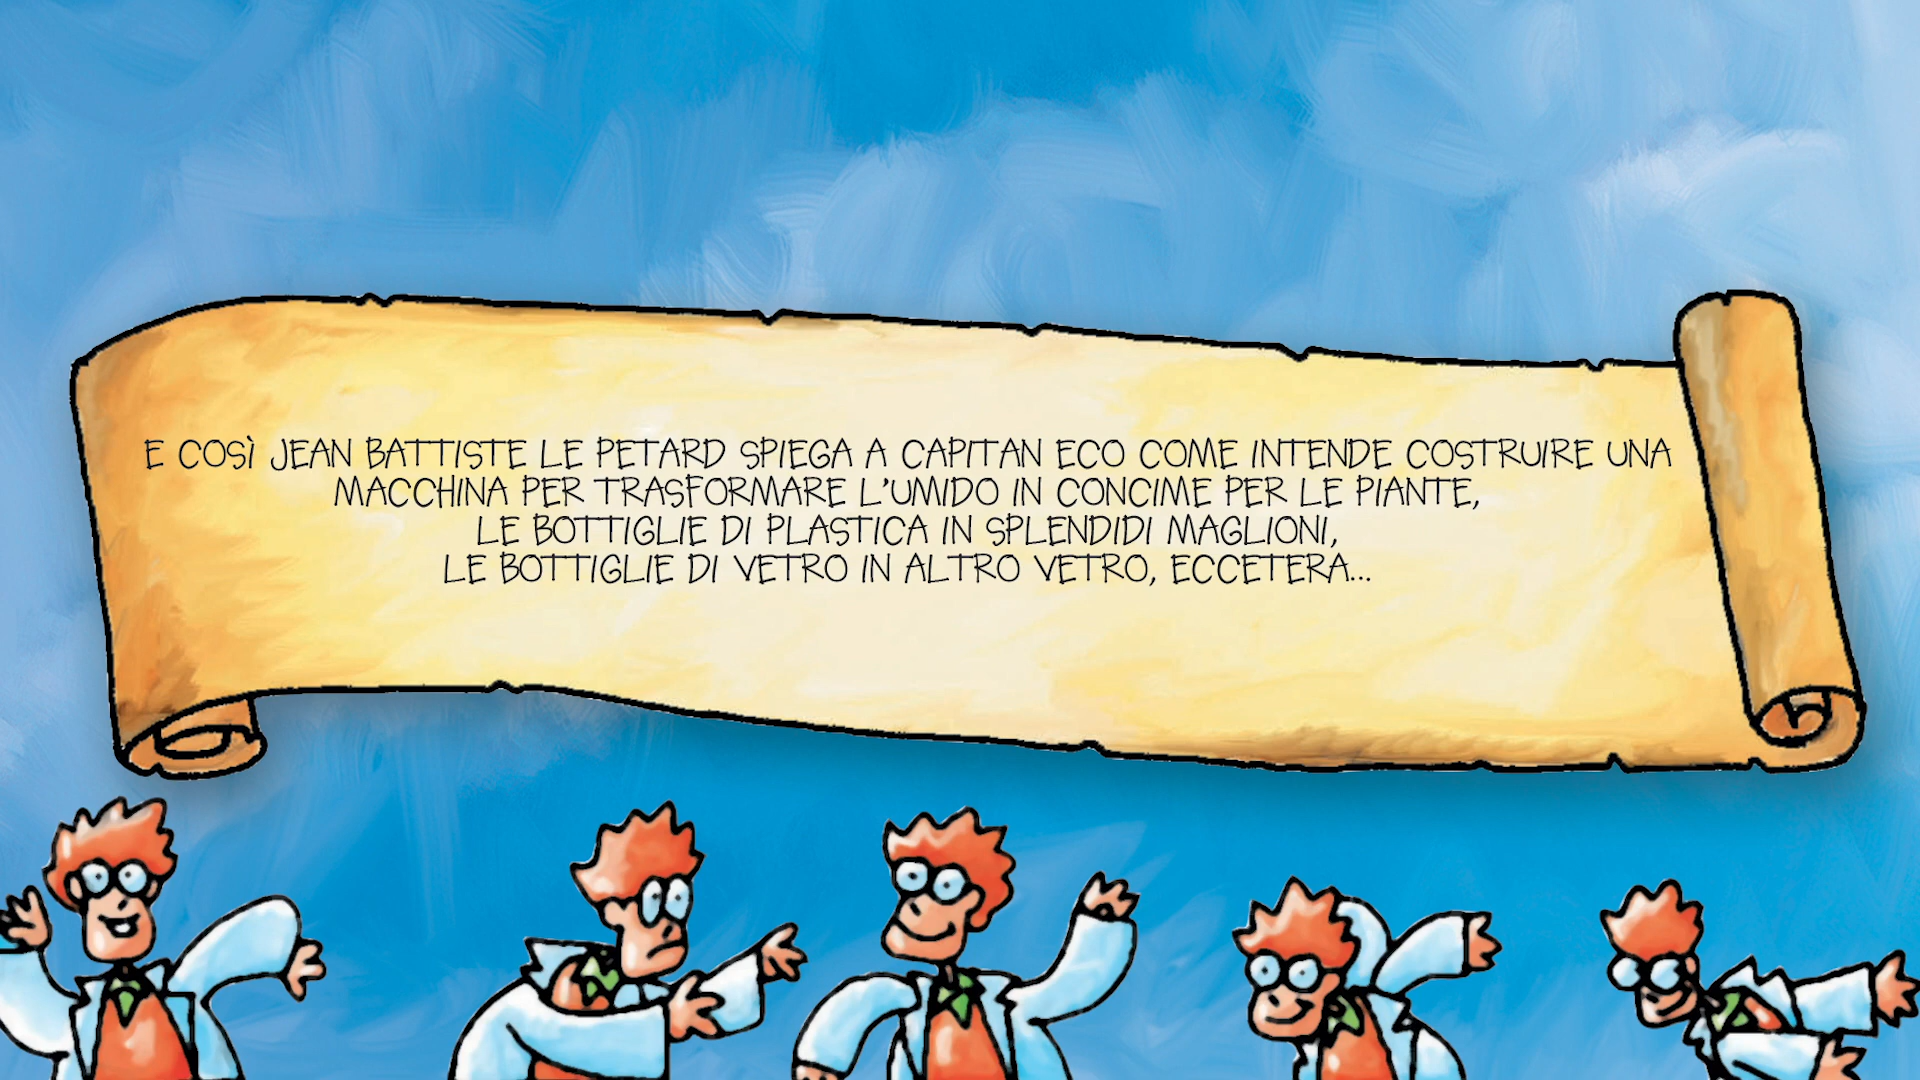 E COSÌ JEAN BATTISTE LE PETARD SPIEGA A CAPITAN ECO COME INTENDE COSTRUIRE UNA
MACCHINA PER TRASFORMARE L'UMIDO IN CONCIME PER LE PIANTE,
LE BOTTIGLIE DI PLASTICA IN SPLENDIDI MAGLIONI,
LE BOTTIGLIE DI VETRO IN ALTRO VETRO, ECCETERA...